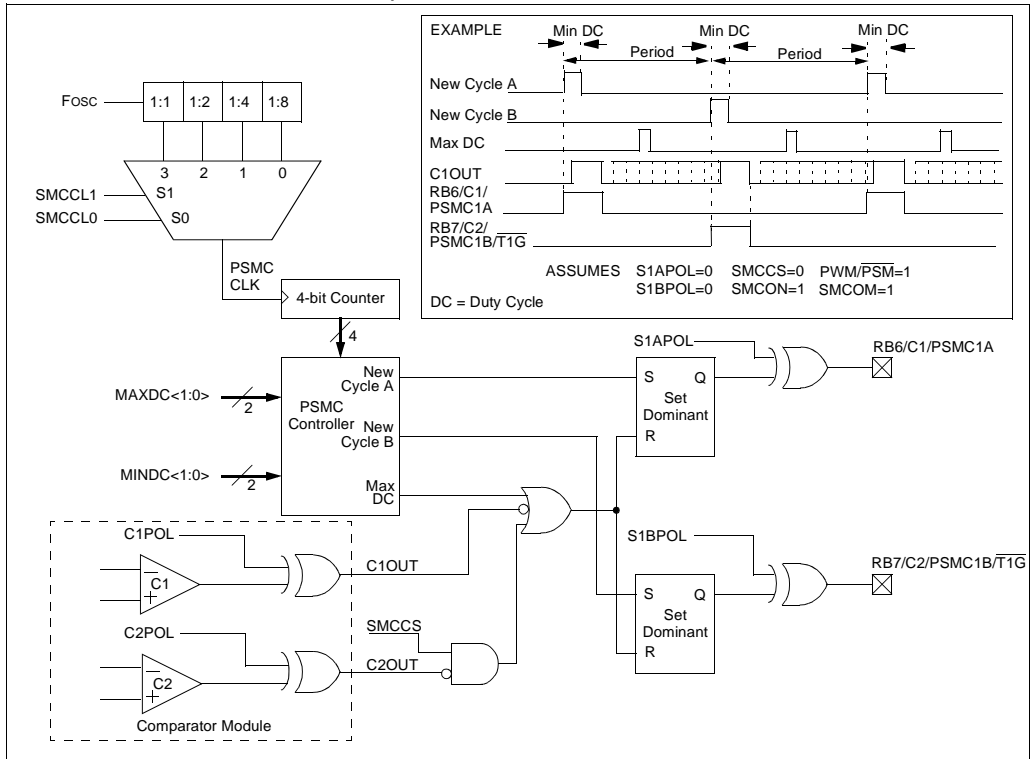 EXAMPLE
Min DC Min DC Min DC
Period Period
New Cycle A
New Cycle B
Max DC
C1OUT
RB6/C1/
PSMC1A
RB7/C2/
PSMC1B/T1G
ASSUMES S1APOL=0 SMCCS=0 PWM/PSM=1
S1BPOL=0 SMCON=1 SMCOM=1
DC = Duty Cycle
FOSC 1:1 1:2 1:4 1:8
3 2 1 0
SMCCL1 S1
SMCCL0 S0
PSMC
CLK
4-bit Counter
4
MAXDC<1:0> 2
MINDC<1:0> 2
PSMC
Controller
New
Cycle A
New
Cycle B
Max
DC
S1APOL
S Q
Set
Dominant
R
RB6/C1/PSMC1A
S1BPOL
S Q
Set
Dominant
R
RB7/C2/PSMC1B/T1G
C1POL
C1
C1OUT
C2POL
C2
C2OUT
SMCCS
Comparator Module